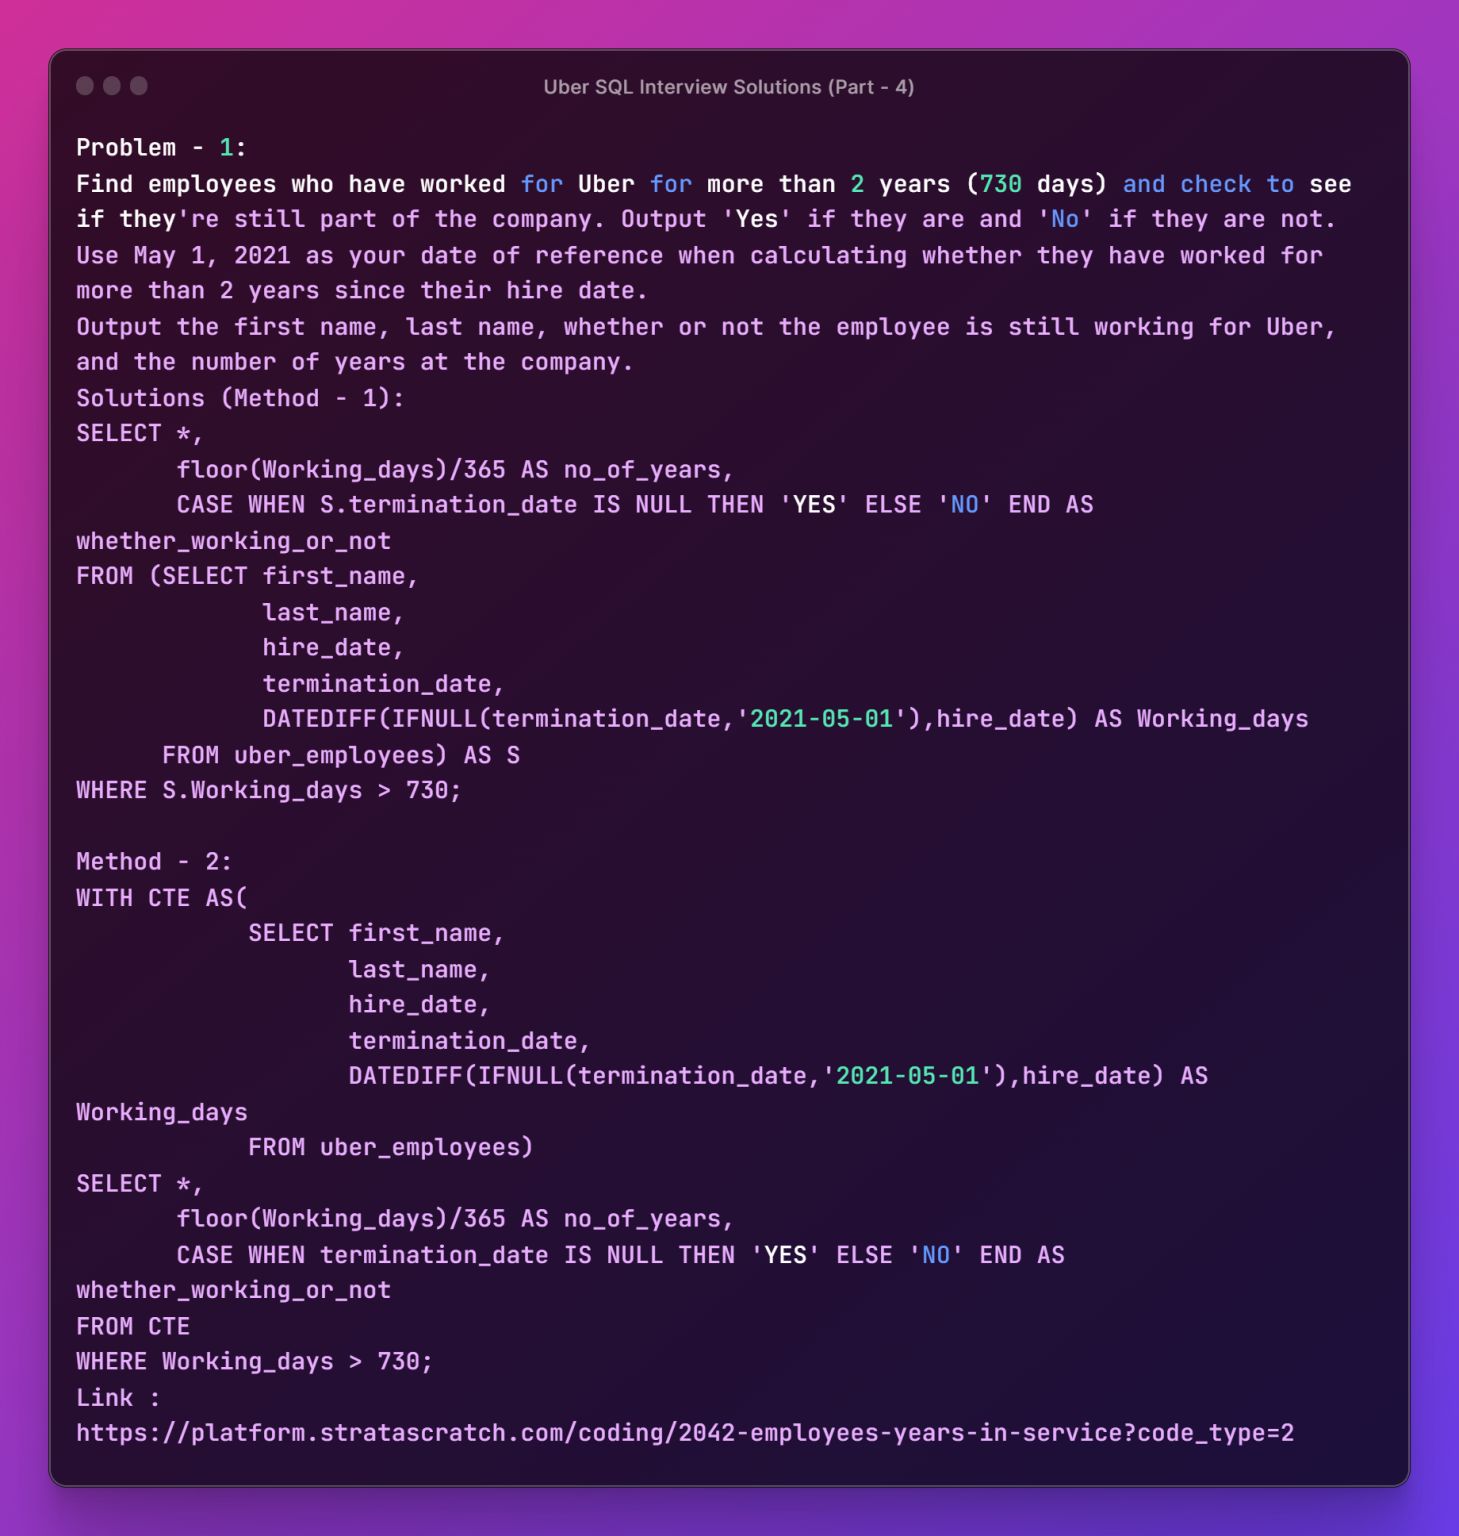 Uber SQL Interview Solutions (Part - 4)
Problem - 1:
Find employees who have worked for Uber for more than 2 years (730 days) and check to see
if they're still part of the company. Output 'Yes' if they are and 'No' if they are not.
Use May 1, 2021 as your date of reference when calculating whether they have worked for
more than 2 years since their hire date.
Output the first name, last name, whether or not the employee is still working for Uber,
and the number of years at the company.
Solutions (Method - 1):
SELECT *,
       floor(Working_days)/365 AS no_of_years,
       CASE WHEN S.termination_date IS NULL THEN 'YES' ELSE 'NO' END AS
whether_working_or_not
FROM (SELECT first_name,
             last_name,
             hire_date,
             termination_date,
             DATEDIFF(IFNULL(termination_date,'2021-05-01'),hire_date) AS Working_days
      FROM uber_employees) AS S
WHERE S.Working_days > 730;

Method - 2:
WITH CTE AS(
            SELECT first_name,
                   last_name,
                   hire_date,
                   termination_date,
                   DATEDIFF(IFNULL(termination_date,'2021-05-01'),hire_date) AS
Working_days
            FROM uber_employees)
SELECT *,
       floor(Working_days)/365 AS no_of_years,
       CASE WHEN termination_date IS NULL THEN 'YES' ELSE 'NO' END AS
whether_working_or_not
FROM CTE
WHERE Working_days > 730;
Link :
https://platform.stratascratch.com/coding/2042-employees-years-in-service?code_type=2